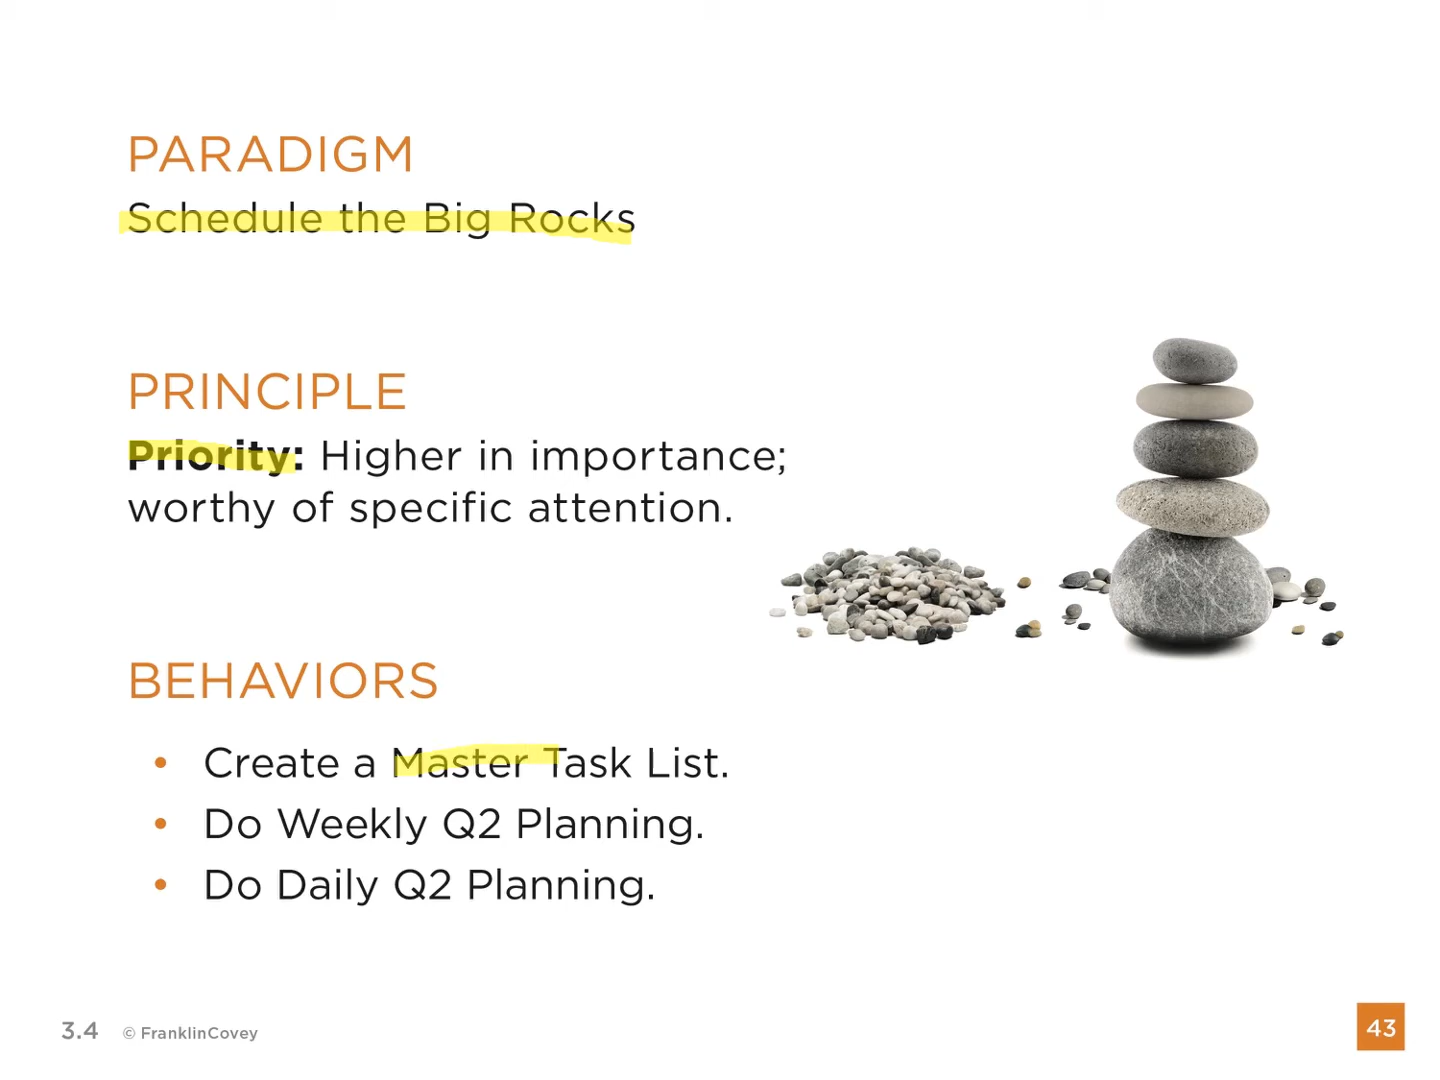 PARADIGM
Schedule the Big Rocks
PRINCIPLE
Priority: Higher in importance;
worthy of specific attention.
BEHAVIORS
• Create a Master Task List.
• Do Weekly Q2 Planning.
• Do Daily Q2 Planning.
3.4 © FranklinCovey
43